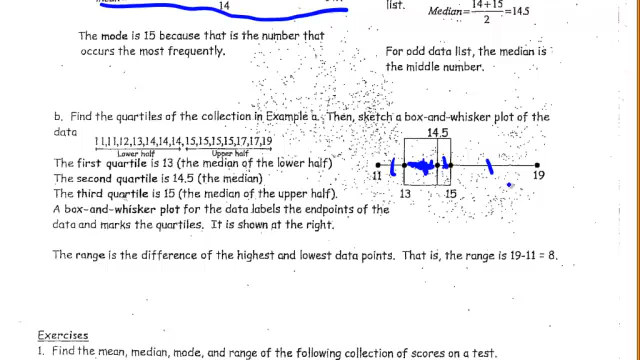 14
list.
Median= 14+15 =14.5
2
The mode is 15 because that is the number that
occurs the most frequently.
For odd data list, the median is
the middle number.
b. Find the quartiles of the collection in Example a. Then, sketch a box-and-whisker plot of the
data
11,11,12,13,14,14,14,15,15,15,15,17,17,19
Lower half Upper half
14.5
11 19
13 15
The first quartile is 13 (the median of the lower half)
The second quartile is 14.5 (the median)
The third quartile is 15 (the median of the upper half).
A box-and-whisker plot for the data labels the endpoints of the
data and marks the quartiles. It is shown at the right.
The range is the difference of the highest and lowest data points. That is, the range is 19-11 = 8.
Exercises
1. Find the mean, median, mode, and range of the following collection of scores on a test.